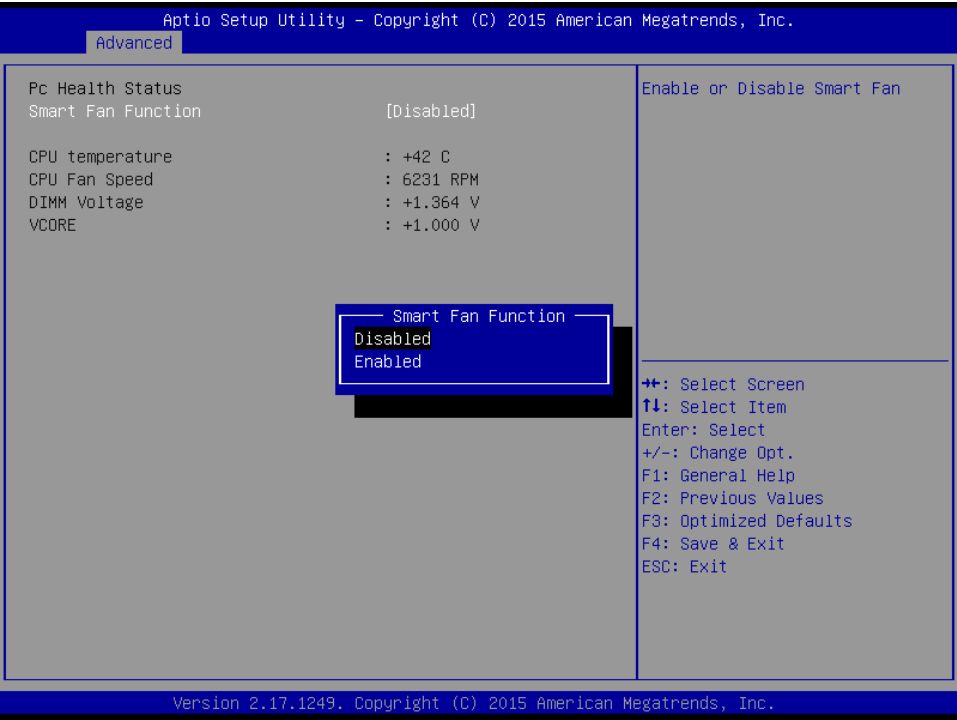 Aptio Setup Utility – Copyright (C) 2015 American Megatrends, Inc.
Advanced
Pc Health Status
Smart Fan Function [Disabled]
CPU temperature : +42 C
CPU Fan Speed : 6231 RPM
DIMM Voltage : +1.364 V
VCORE : +1.000 V
Enable or Disable Smart Fan
Smart Fan Function
Disabled
Enabled
→←: Select Screen
↑↓: Select Item
Enter: Select
+/-: Change Opt.
F1: General Help
F2: Previous Values
F3: Optimized Defaults
F4: Save & Exit
ESC: Exit
Version 2.17.1249. Copyright (C) 2015 American Megatrends, Inc.